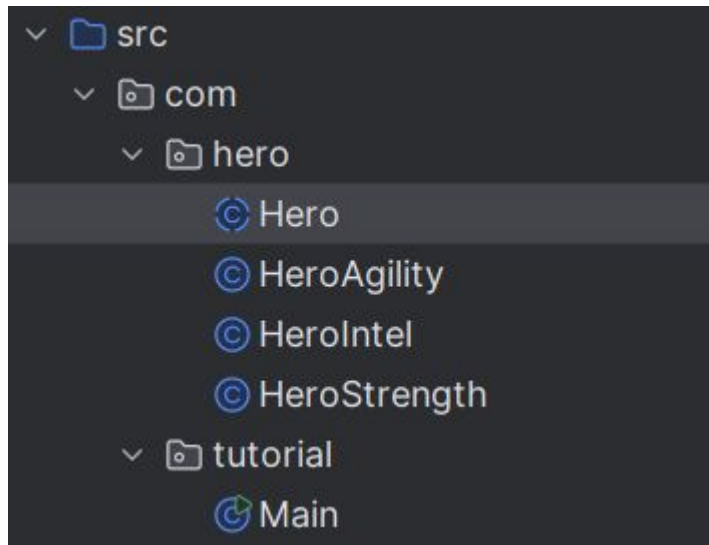 src
com
hero
Hero
HeroAgility
HeroIntel
HeroStrength
tutorial
Main